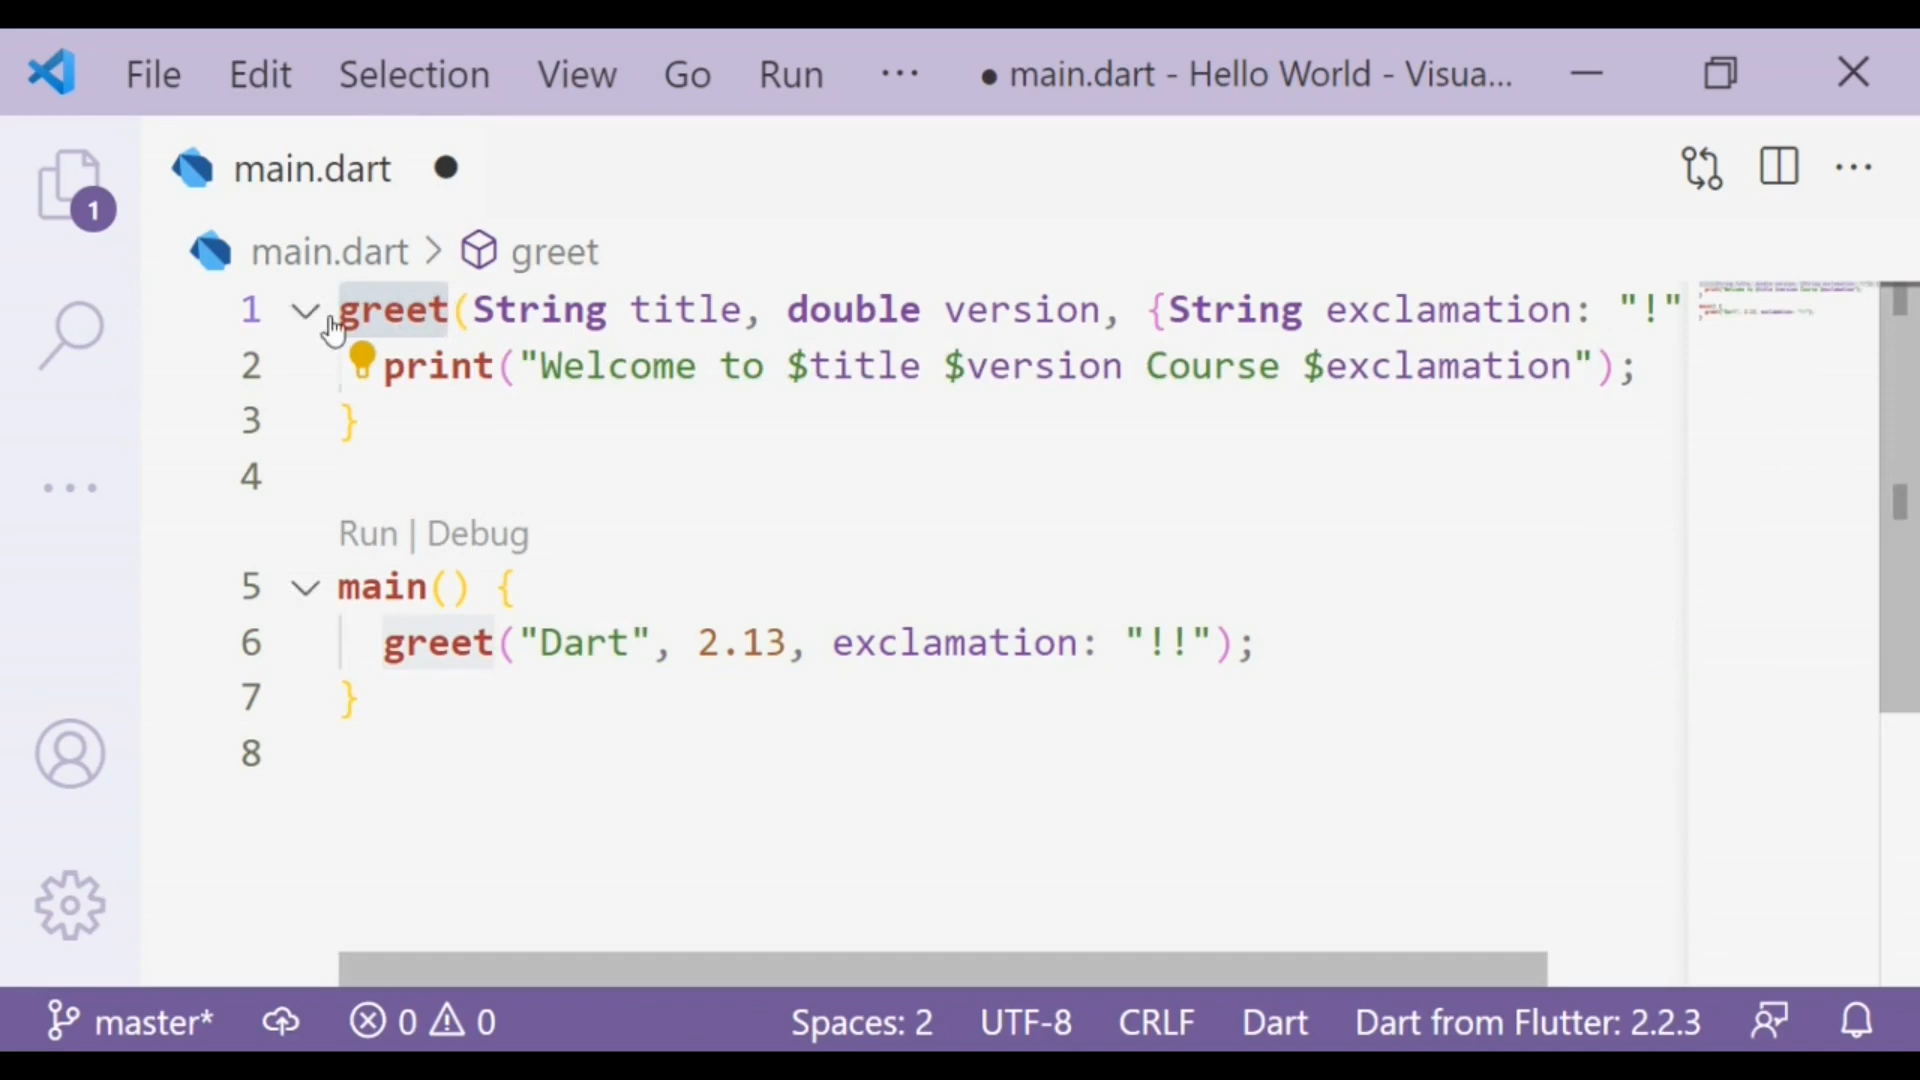 File Edit Selection View Go Run ··· ● main.dart - Hello World - Visua...
main.dart ●
1
main.dart > greet
1 greet(String title, double version, {String exclamation: "!"
2 print("Welcome to $title $version Course $exclamation");
3 }
4
Run | Debug
5 main() {
6 greet("Dart", 2.13, exclamation: "!!");
7 }
8
master* 0 0 Spaces: 2 UTF-8 CRLF Dart Dart from Flutter: 2.2.3